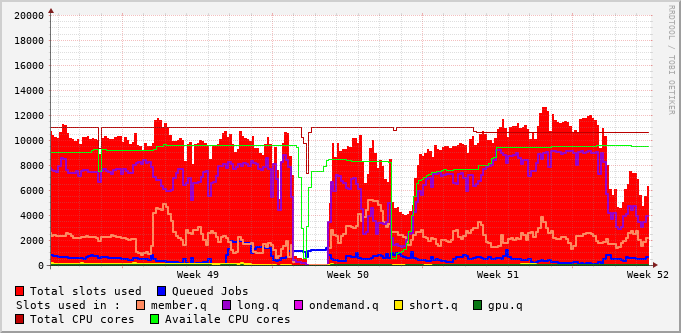 RRDTOOL / TOBI OETIKER
20000
18000
16000
14000
12000
10000
8000
6000
4000
2000
0
Week 49 Week 50 Week 51 Week 52
Total slots used Queued Jobs
Slots used in : member.q long.q ondemand.q short.q gpu.q
Total CPU cores Availale CPU cores